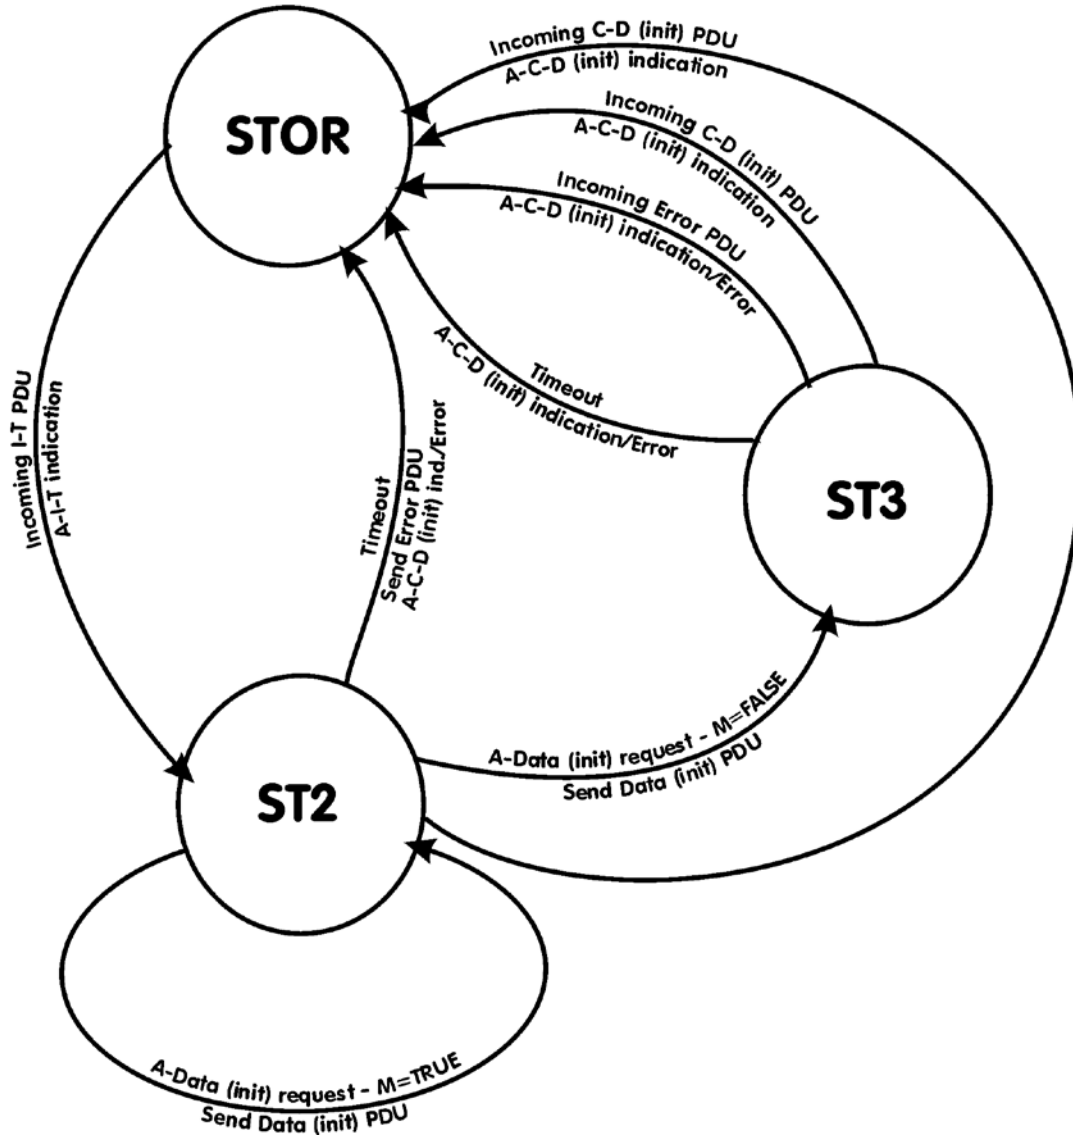 Incoming C-D (init) PDU
A-C-D (init) indication
Incoming C-D (init) PDU
A-C-D (init) indication
STOR
Incoming Error PDU
A-C-D (init) indication/Error
Timeout
A-C-D (init) indication/Error
Incoming I-T PDU
A-I-T indication
Timeout
Send Error PDU
A-C-D (init) ind./Error
ST3
A-Data (init) request - M=FALSE
Send Data (init) PDU
ST2
A-Data (init) request - M=TRUE
Send Data (init) PDU